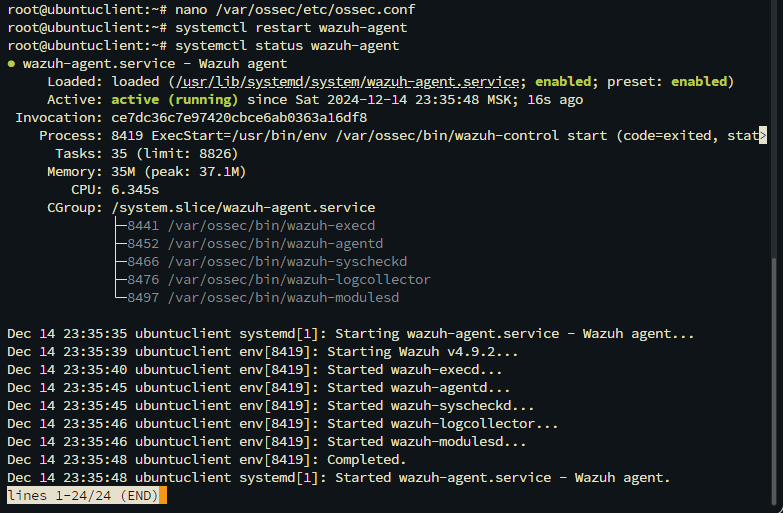 root@ubuntuclient:~# nano /var/ossec/etc/ossec.conf
root@ubuntuclient:~# systemctl restart wazuh-agent
root@ubuntuclient:~# systemctl status wazuh-agent
● wazuh-agent.service - Wazuh agent
     Loaded: loaded (/usr/lib/systemd/system/wazuh-agent.service; enabled; preset: enabled)
     Active: active (running) since Sat 2024-12-14 23:35:48 MSK; 16s ago
 Invocation: ce7dc36c7e97420cbce6ab0363a16df8
    Process: 8419 ExecStart=/usr/bin/env /var/ossec/bin/wazuh-control start (code=exited, stat>
      Tasks: 35 (limit: 8826)
     Memory: 35M (peak: 37.1M)
        CPU: 6.345s
     CGroup: /system.slice/wazuh-agent.service
             ├─8441 /var/ossec/bin/wazuh-execd
             ├─8452 /var/ossec/bin/wazuh-agentd
             ├─8466 /var/ossec/bin/wazuh-syscheckd
             ├─8476 /var/ossec/bin/wazuh-logcollector
             └─8497 /var/ossec/bin/wazuh-modulesd

Dec 14 23:35:35 ubuntuclient systemd[1]: Starting wazuh-agent.service - Wazuh agent...
Dec 14 23:35:39 ubuntuclient env[8419]: Starting Wazuh v4.9.2...
Dec 14 23:35:40 ubuntuclient env[8419]: Started wazuh-execd...
Dec 14 23:35:45 ubuntuclient env[8419]: Started wazuh-agentd...
Dec 14 23:35:45 ubuntuclient env[8419]: Started wazuh-syscheckd...
Dec 14 23:35:46 ubuntuclient env[8419]: Started wazuh-logcollector...
Dec 14 23:35:46 ubuntuclient env[8419]: Started wazuh-modulesd...
Dec 14 23:35:48 ubuntuclient env[8419]: Completed.
Dec 14 23:35:48 ubuntuclient systemd[1]: Started wazuh-agent.service - Wazuh agent.
lines 1-24/24 (END)